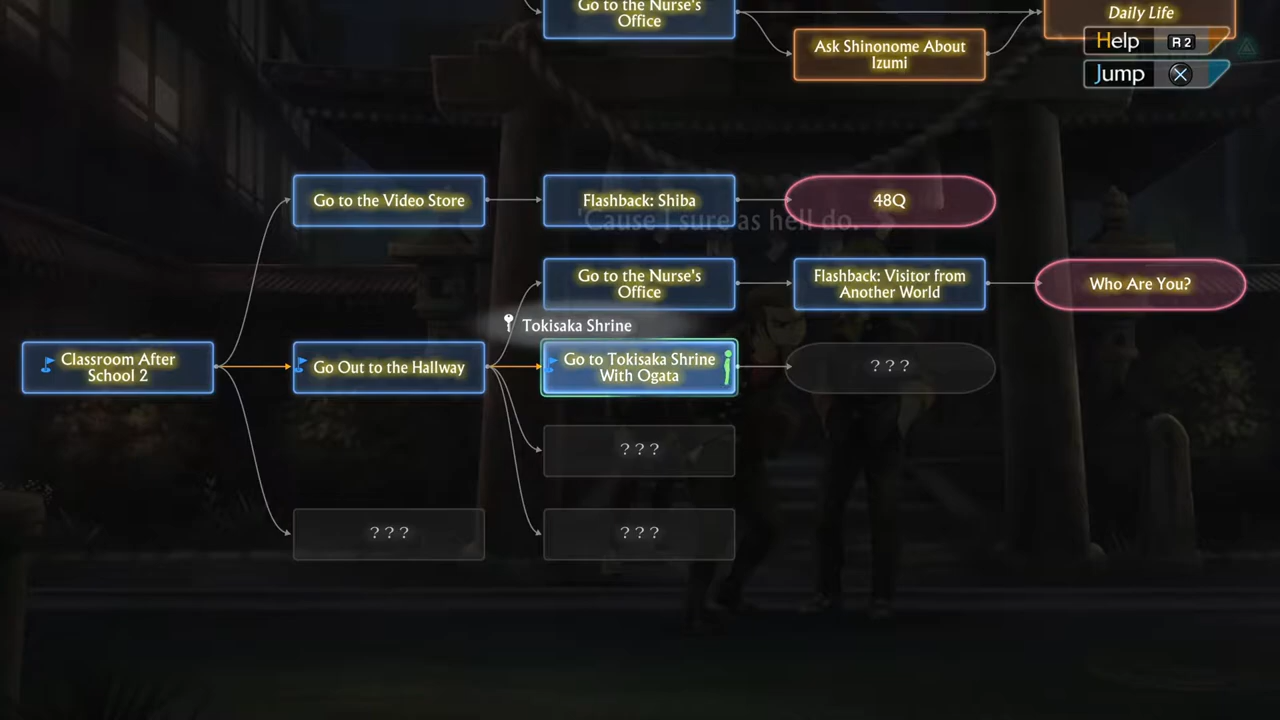 Go to the Nurse's
Office
Daily Life
Help R2
Ask Shinonome About
Izumi
Jump
Go to the Video Store
Flashback: Shiba
48Q
'Cause I sure as hell do.
Go to the Nurse's
Office
Flashback: Visitor from
Another World
Who Are You?
Tokisaka Shrine
Classroom After
School 2
Go Out to the Hallway
Go to Tokisaka Shrine
With Ogata
???
???
???
???